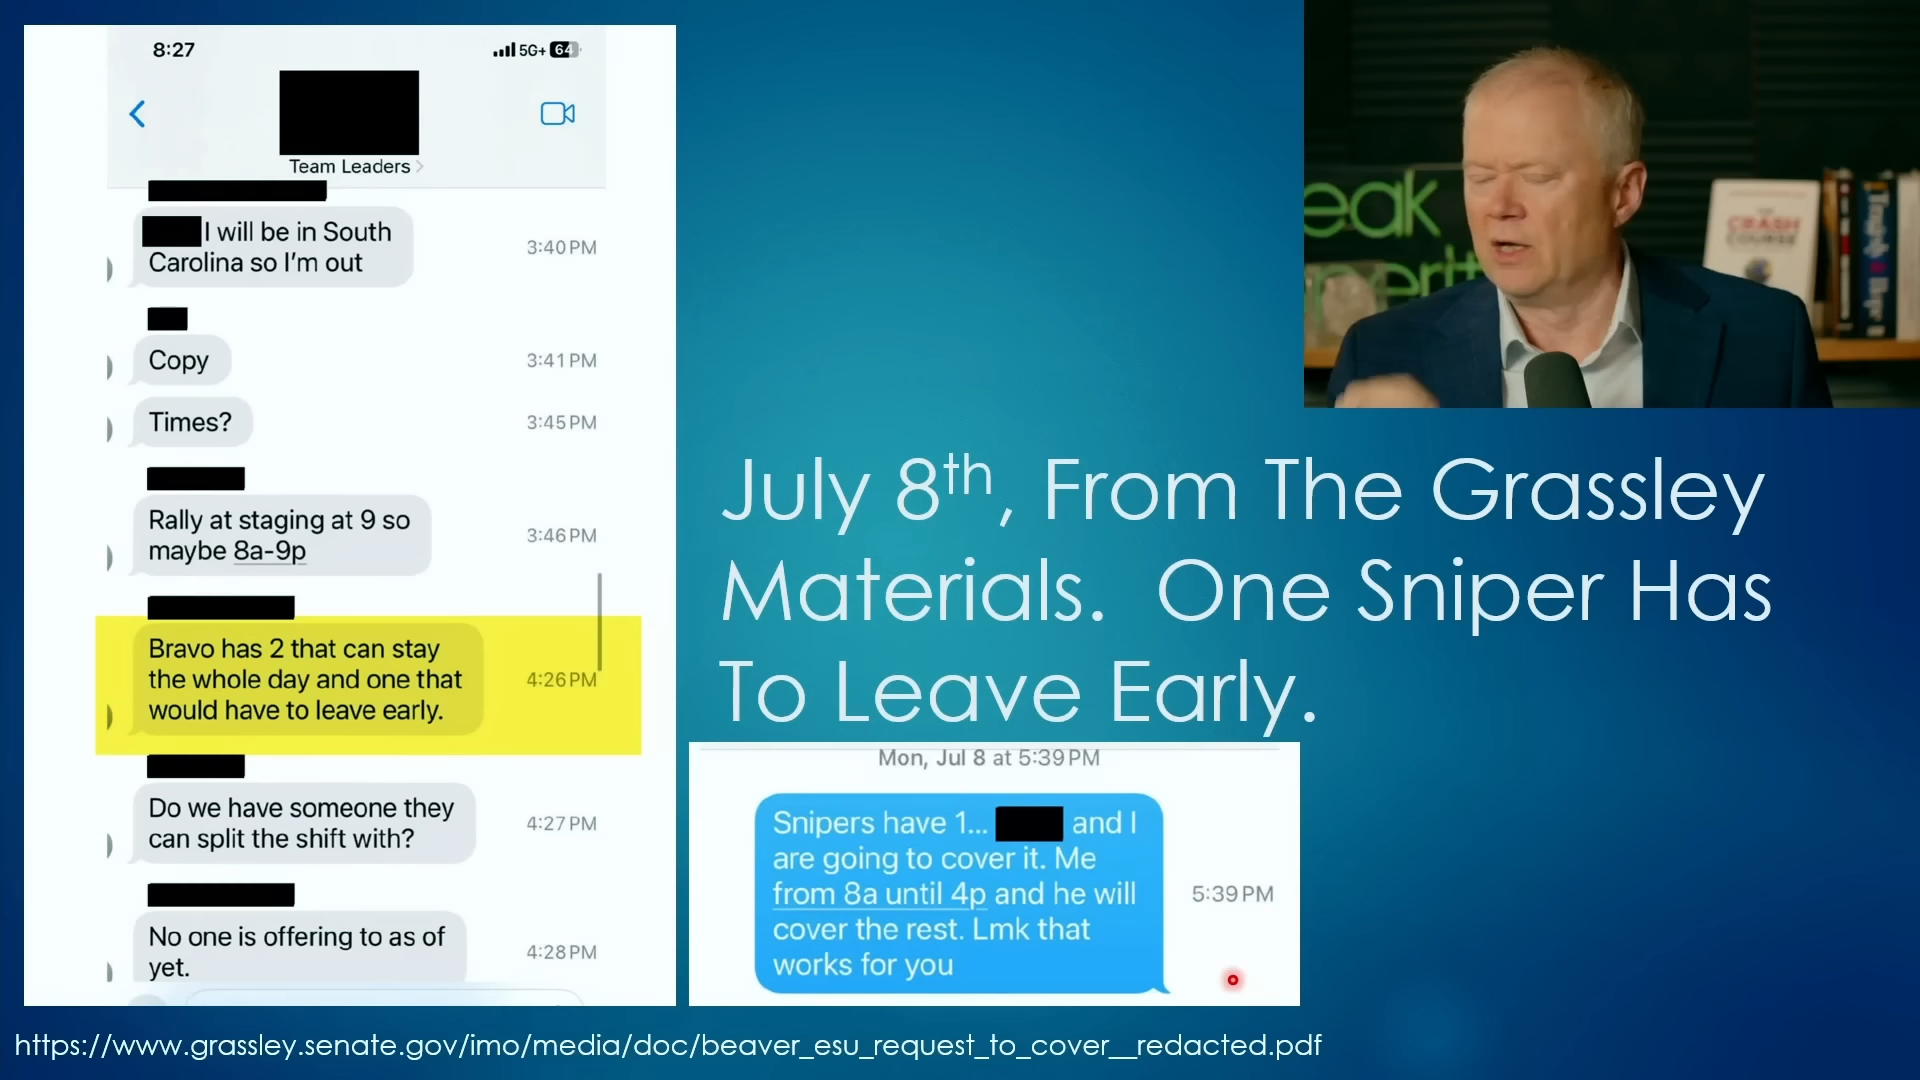 8:27
5G+ 64
Team Leaders
I will be in South
Carolina so I'm out
3:40 PM
Copy
3:41 PM
Times?
3:45 PM
Rally at staging at 9 so
maybe 8a-9p
3:46 PM
Bravo has 2 that can stay
the whole day and one that
would have to leave early.
4:26 PM
Do we have someone they
can split the shift with?
4:27 PM
No one is offering to as of
yet.
4:28 PM
eak
CRASH
COURSE
July 8th, From The Grassley
Materials. One Sniper Has
To Leave Early.
Mon, Jul 8 at 5:39 PM
Snipers have 1... and I
are going to cover it. Me
from 8a until 4p and he will
cover the rest. Lmk that
works for you
5:39 PM
https://www.grassley.senate.gov/imo/media/doc/beaver_esu_request_to_cover__redacted.pdf